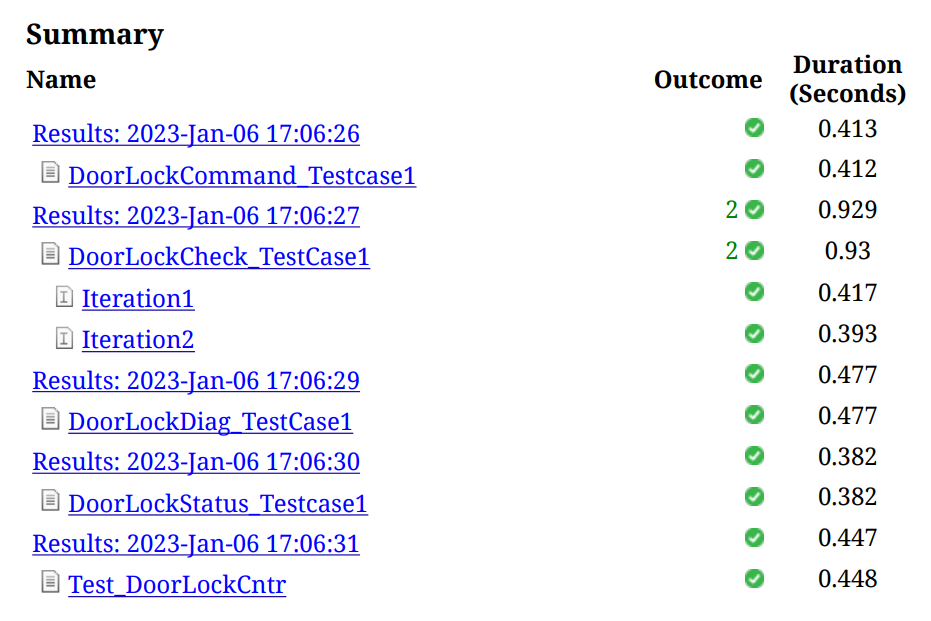 Summary
Name Outcome Duration (Seconds)
Results: 2023-Jan-06 17:06:26 0.413
DoorLockCommand_Testcase1 0.412
Results: 2023-Jan-06 17:06:27 2 0.929
DoorLockCheck_TestCase1 2 0.93
Iteration1 0.417
Iteration2 0.393
Results: 2023-Jan-06 17:06:29 0.477
DoorLockDiag_TestCase1 0.477
Results: 2023-Jan-06 17:06:30 0.382
DoorLockStatus_Testcase1 0.382
Results: 2023-Jan-06 17:06:31 0.447
Test_DoorLockCntr 0.448